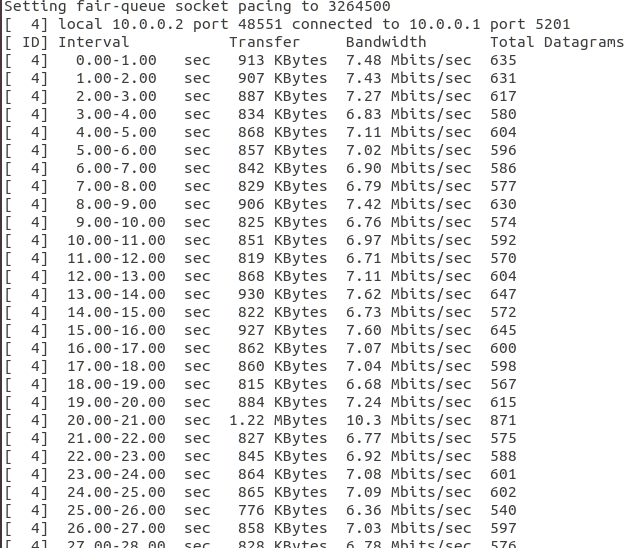 Setting fair-queue socket pacing to 3264500
[  4] local 10.0.0.2 port 48551 connected to 10.0.0.1 port 5201
[ ID] Interval           Transfer     Bandwidth       Total Datagrams
[  4]   0.00-1.00   sec   913 KBytes  7.48 Mbits/sec  635
[  4]   1.00-2.00   sec   907 KBytes  7.43 Mbits/sec  631
[  4]   2.00-3.00   sec   887 KBytes  7.27 Mbits/sec  617
[  4]   3.00-4.00   sec   834 KBytes  6.83 Mbits/sec  580
[  4]   4.00-5.00   sec   868 KBytes  7.11 Mbits/sec  604
[  4]   5.00-6.00   sec   857 KBytes  7.02 Mbits/sec  596
[  4]   6.00-7.00   sec   842 KBytes  6.90 Mbits/sec  586
[  4]   7.00-8.00   sec   829 KBytes  6.79 Mbits/sec  577
[  4]   8.00-9.00   sec   906 KBytes  7.42 Mbits/sec  630
[  4]   9.00-10.00  sec   825 KBytes  6.76 Mbits/sec  574
[  4]  10.00-11.00  sec   851 KBytes  6.97 Mbits/sec  592
[  4]  11.00-12.00  sec   819 KBytes  6.71 Mbits/sec  570
[  4]  12.00-13.00  sec   868 KBytes  7.11 Mbits/sec  604
[  4]  13.00-14.00  sec   930 KBytes  7.62 Mbits/sec  647
[  4]  14.00-15.00  sec   822 KBytes  6.73 Mbits/sec  572
[  4]  15.00-16.00  sec   927 KBytes  7.60 Mbits/sec  645
[  4]  16.00-17.00  sec   862 KBytes  7.07 Mbits/sec  600
[  4]  17.00-18.00  sec   860 KBytes  7.04 Mbits/sec  598
[  4]  18.00-19.00  sec   815 KBytes  6.68 Mbits/sec  567
[  4]  19.00-20.00  sec   884 KBytes  7.24 Mbits/sec  615
[  4]  20.00-21.00  sec  1.22 MBytes  10.3 Mbits/sec  871
[  4]  21.00-22.00  sec   827 KBytes  6.77 Mbits/sec  575
[  4]  22.00-23.00  sec   845 KBytes  6.92 Mbits/sec  588
[  4]  23.00-24.00  sec   864 KBytes  7.08 Mbits/sec  601
[  4]  24.00-25.00  sec   865 KBytes  7.09 Mbits/sec  602
[  4]  25.00-26.00  sec   776 KBytes  6.36 Mbits/sec  540
[  4]  26.00-27.00  sec   858 KBytes  7.03 Mbits/sec  597
[  4]  27.00-28.00  sec   828 KBytes  6.78 Mbits/sec  576